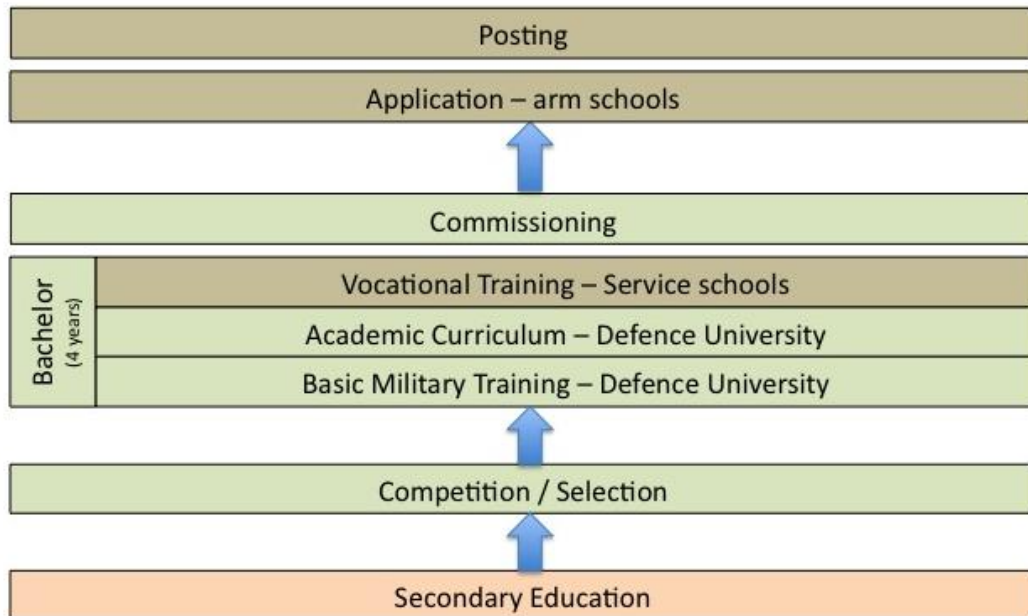 Posting
Application – arm schools
Commissioning
Bachelor
(4 years)
Vocational Training – Service schools
Academic Curriculum – Defence University
Basic Military Training – Defence University
Competition / Selection
Secondary Education